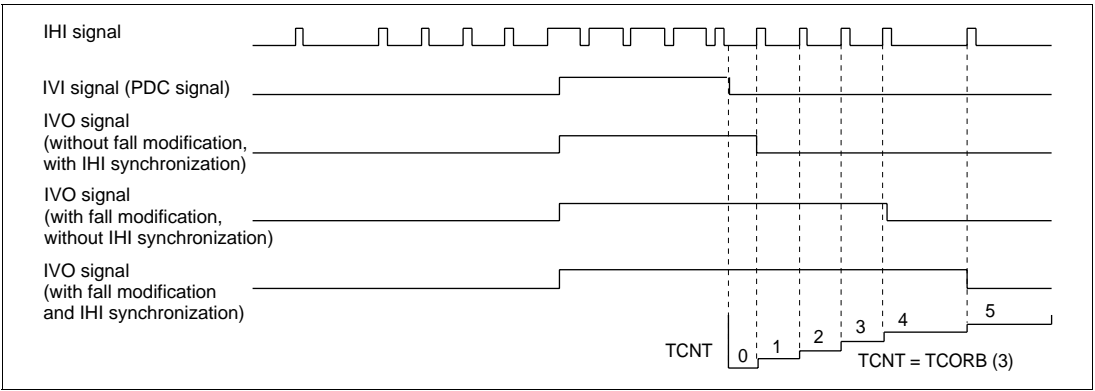 IHI signal
IVI signal (PDC signal)
IVO signal
(without fall modification,
with IHI synchronization)
IVO signal
(with fall modification,
without IHI synchronization)
IVO signal
(with fall modification
and IHI synchronization)
TCNT
0
1
2
3
4
5
TCNT = TCORB (3)